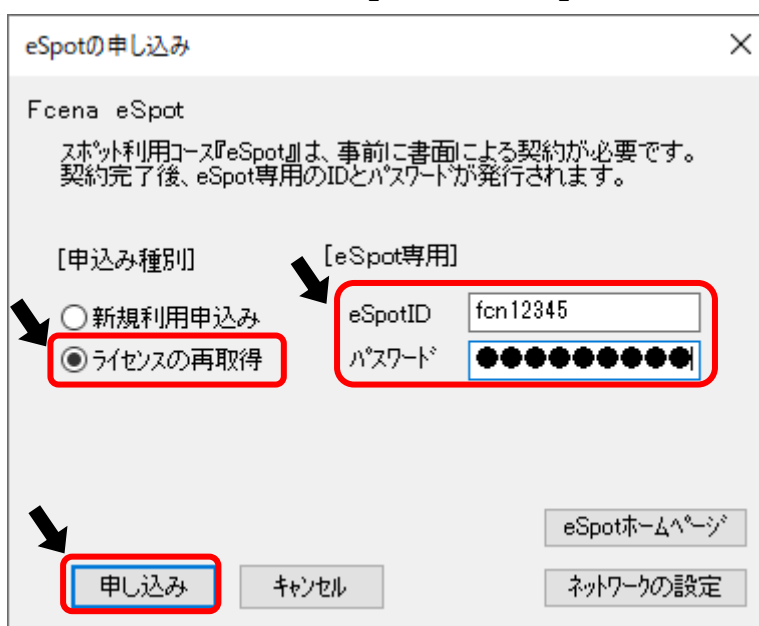 eSpotの申し込み
Fcena eSpot
スポット利用コース『eSpot』は、事前に書面による契約が必要です。
契約完了後、eSpot専用のIDとパスワードが発行されます。
[申込み種別]
[eSpot専用]
新規利用申込み
ライセンスの再取得
eSpotID
fcn12345
パスワード
●●●●●●●●●
eSpotホームページ
申し込み
キャンセル
ネットワークの設定